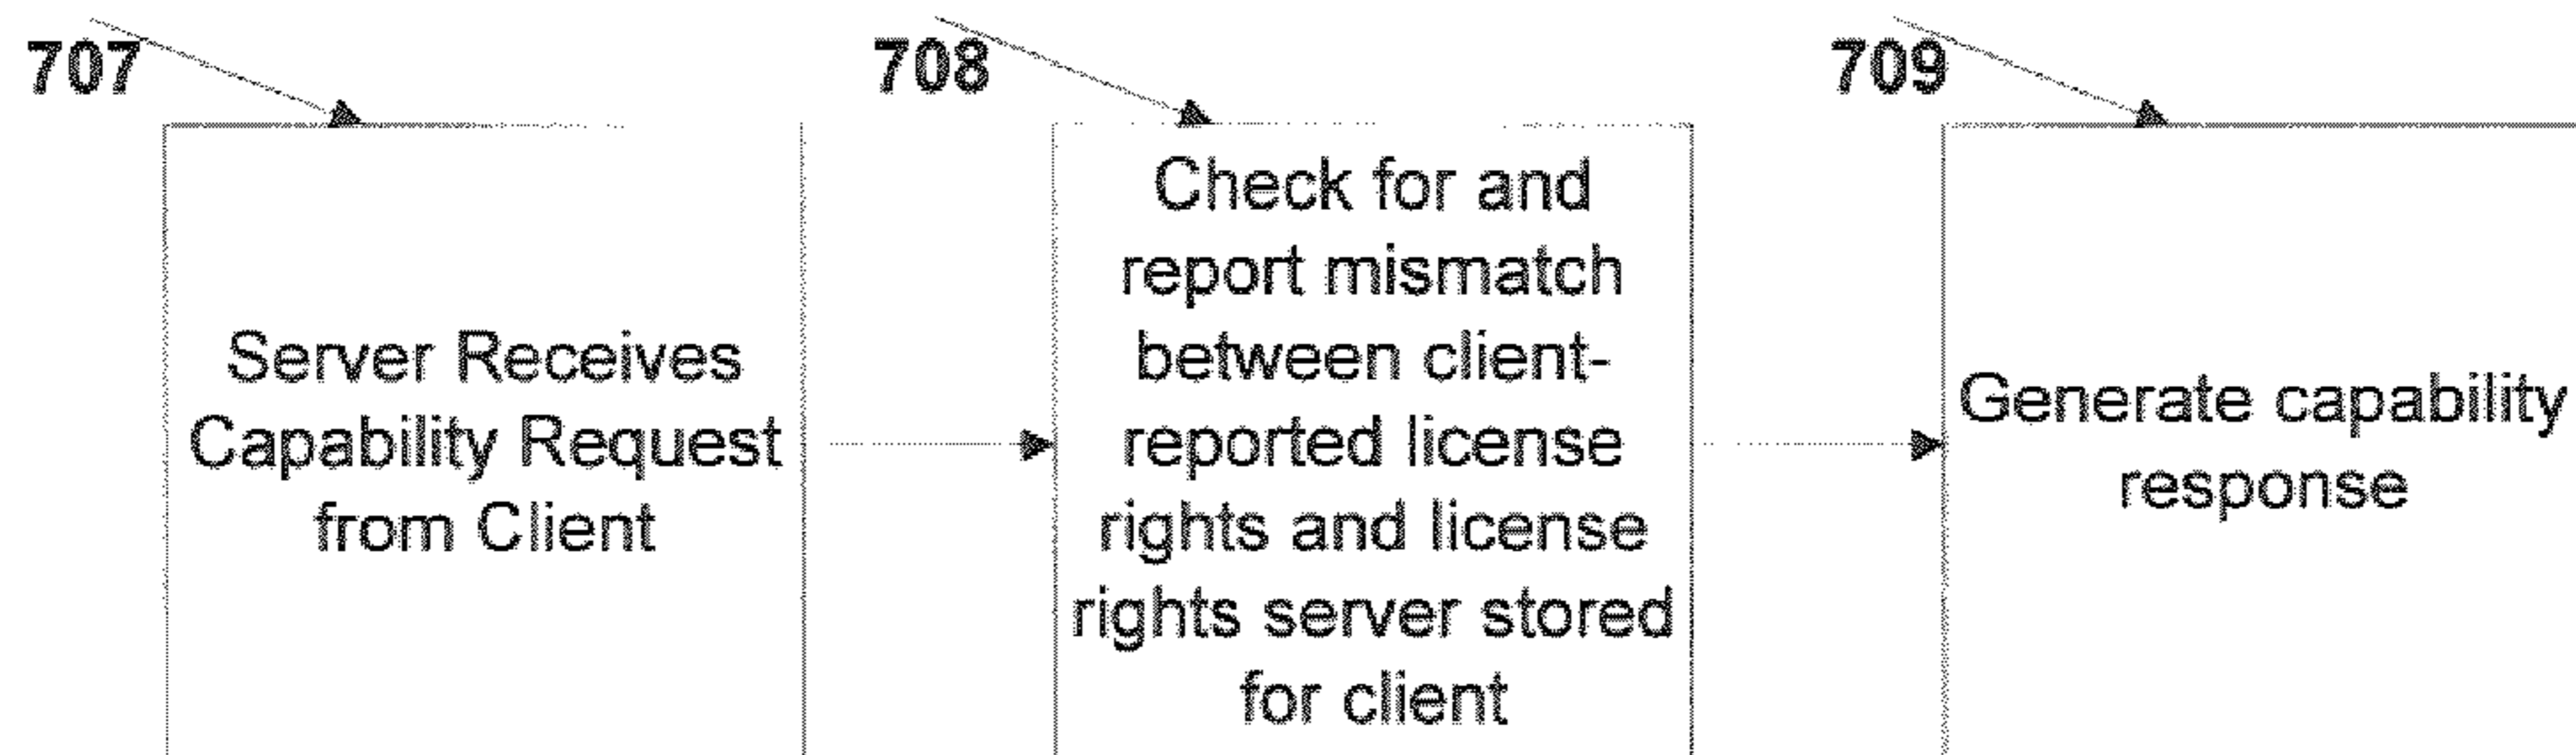 707
708
709
Server Receives
Capability Request
from Client
Check for and
report mismatch
between client-
reported license
rights and license
rights server stored
for client
Generate capability
response